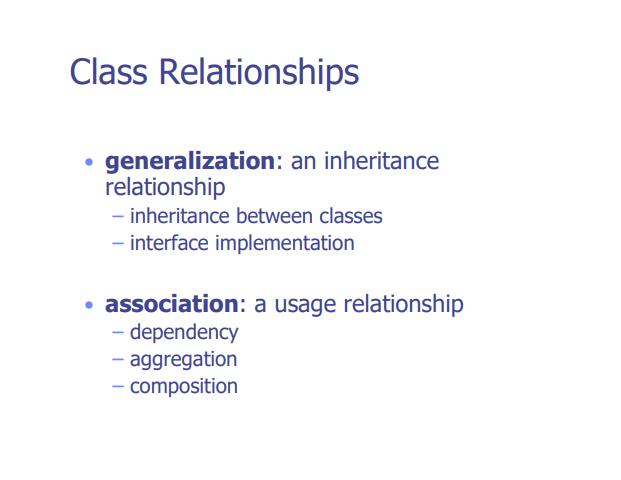 Class Relationships
• generalization: an inheritance
relationship
– inheritance between classes
– interface implementation
• association: a usage relationship
– dependency
– aggregation
– composition